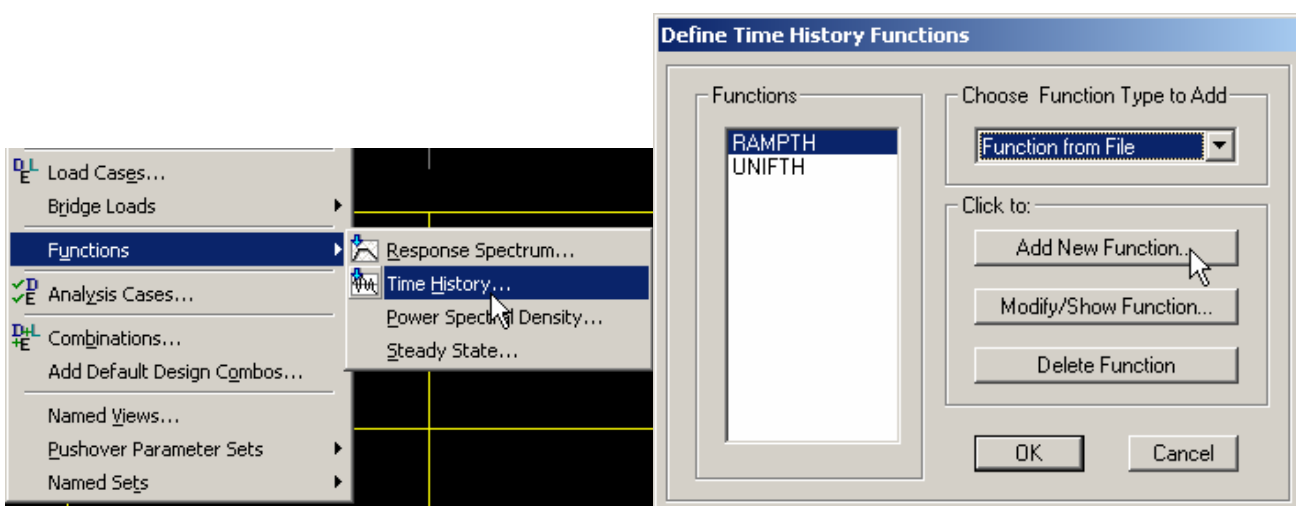 Load Cases...
Bridge Loads
Functions
Analysis Cases...
Combinations...
Add Default Design Combos...
Named Views...
Pushover Parameter Sets
Named Sets
Response Spectrum...
Time History...
Power Spectral Density...
Steady State...
Define Time History Functions
Functions
RAMPTH
UNIFTH
Choose Function Type to Add
Function from File
Click to:
Add New Function...
Modify/Show Function...
Delete Function
OK
Cancel